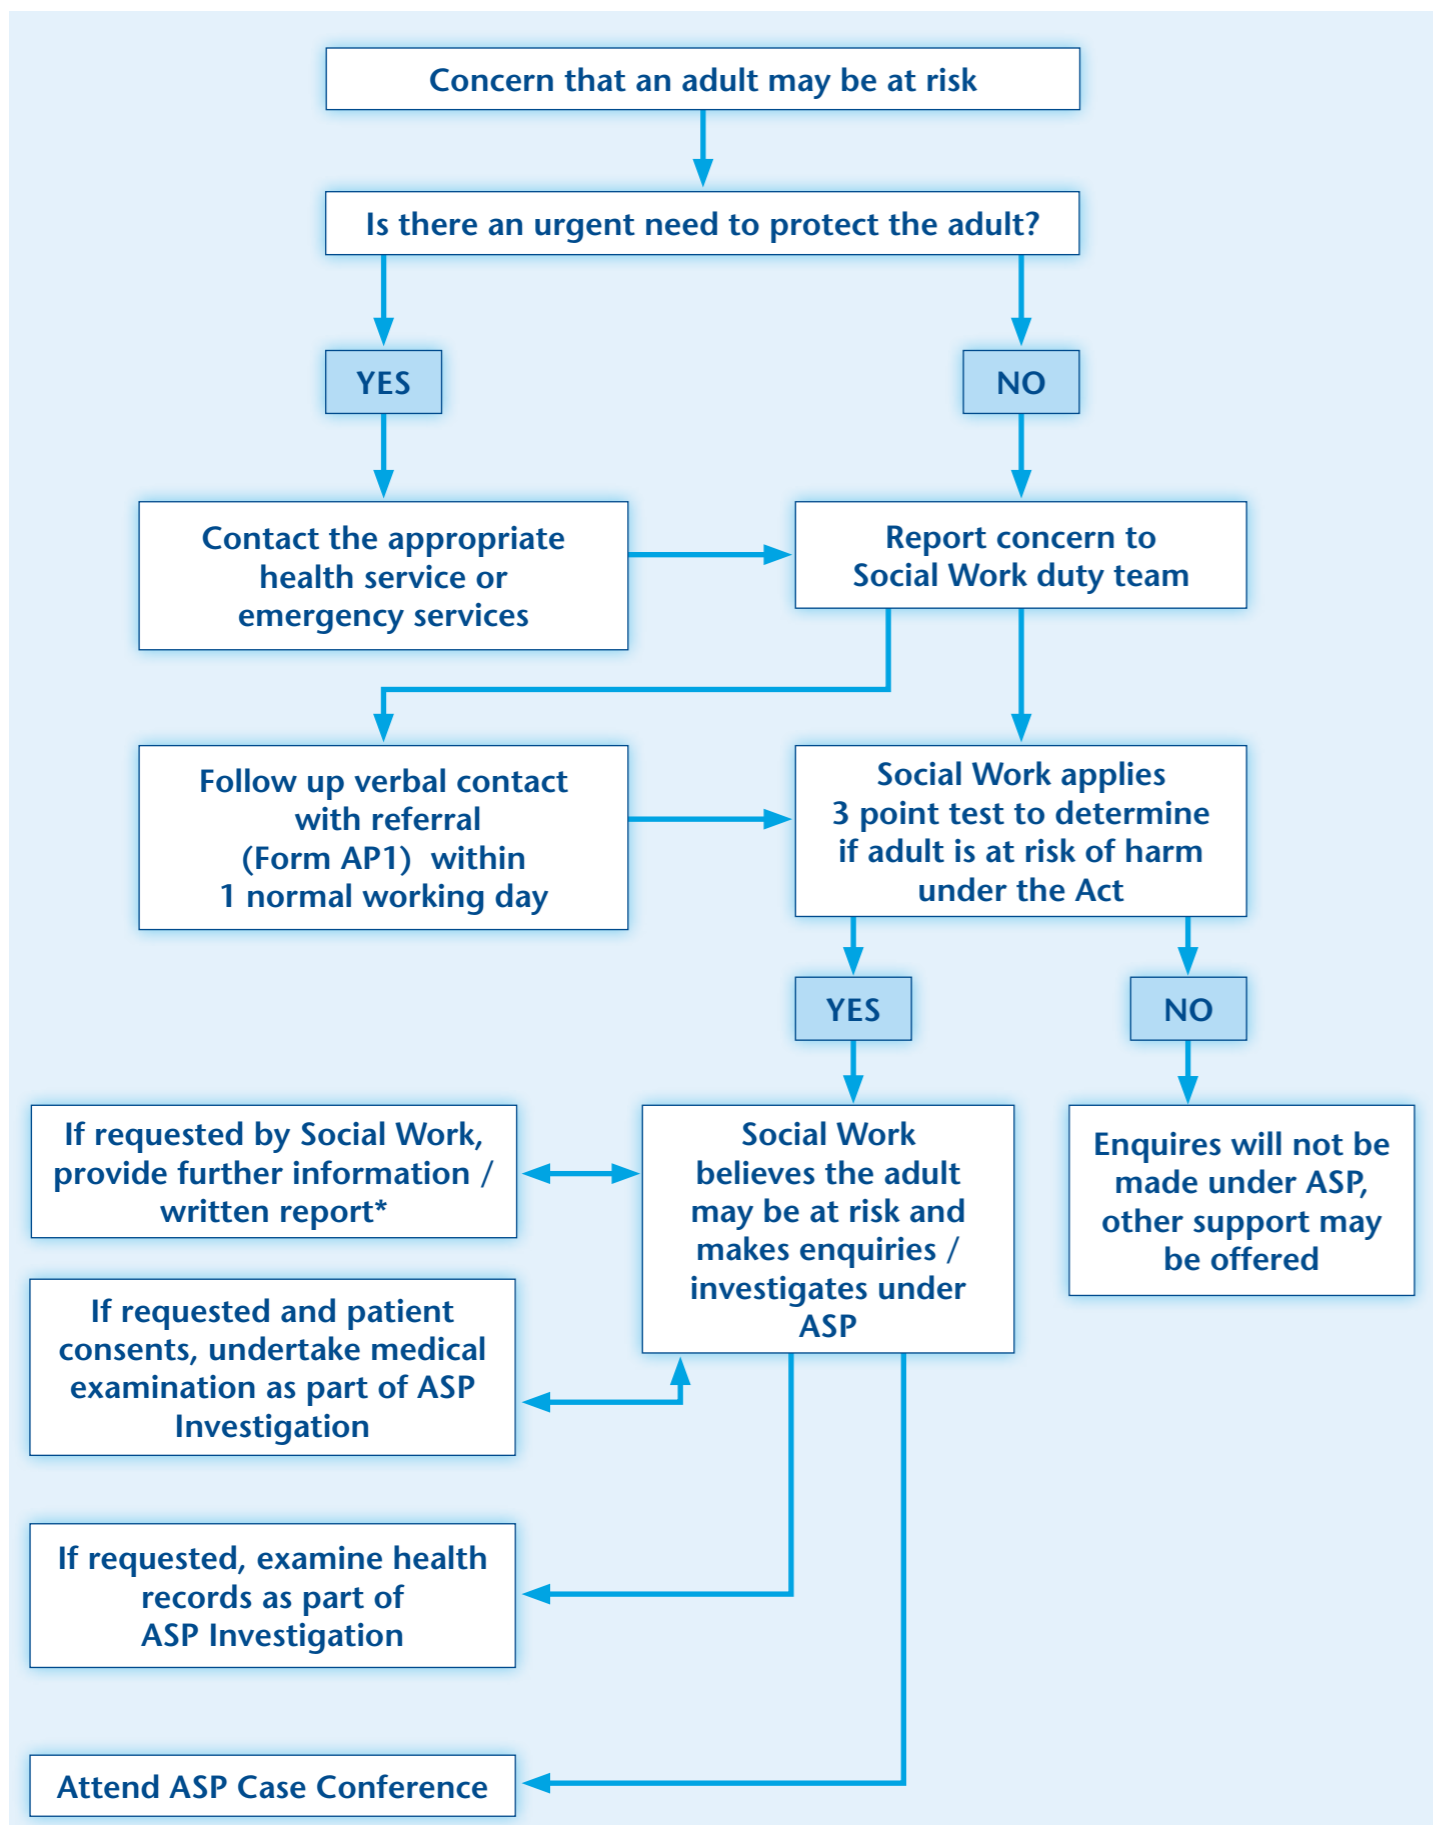 Concern that an adult may be at risk
Is there an urgent need to protect the adult?
YES
NO
Contact the appropriate
health service or
emergency services
Report concern to
Social Work duty team
Follow up verbal contact
with referral
(Form AP1) within
1 normal working day
Social Work applies
3 point test to determine
if adult is at risk of harm
under the Act
YES
NO
If requested by Social Work,
provide further information /
written report*
Social Work
believes the adult
may be at risk and
makes enquiries /
investigates under
ASP
Enquires will not be
made under ASP,
other support may
be offered
If requested and patient
consents, undertake medical
examination as part of ASP
Investigation
If requested, examine health
records as part of
ASP Investigation
Attend ASP Case Conference